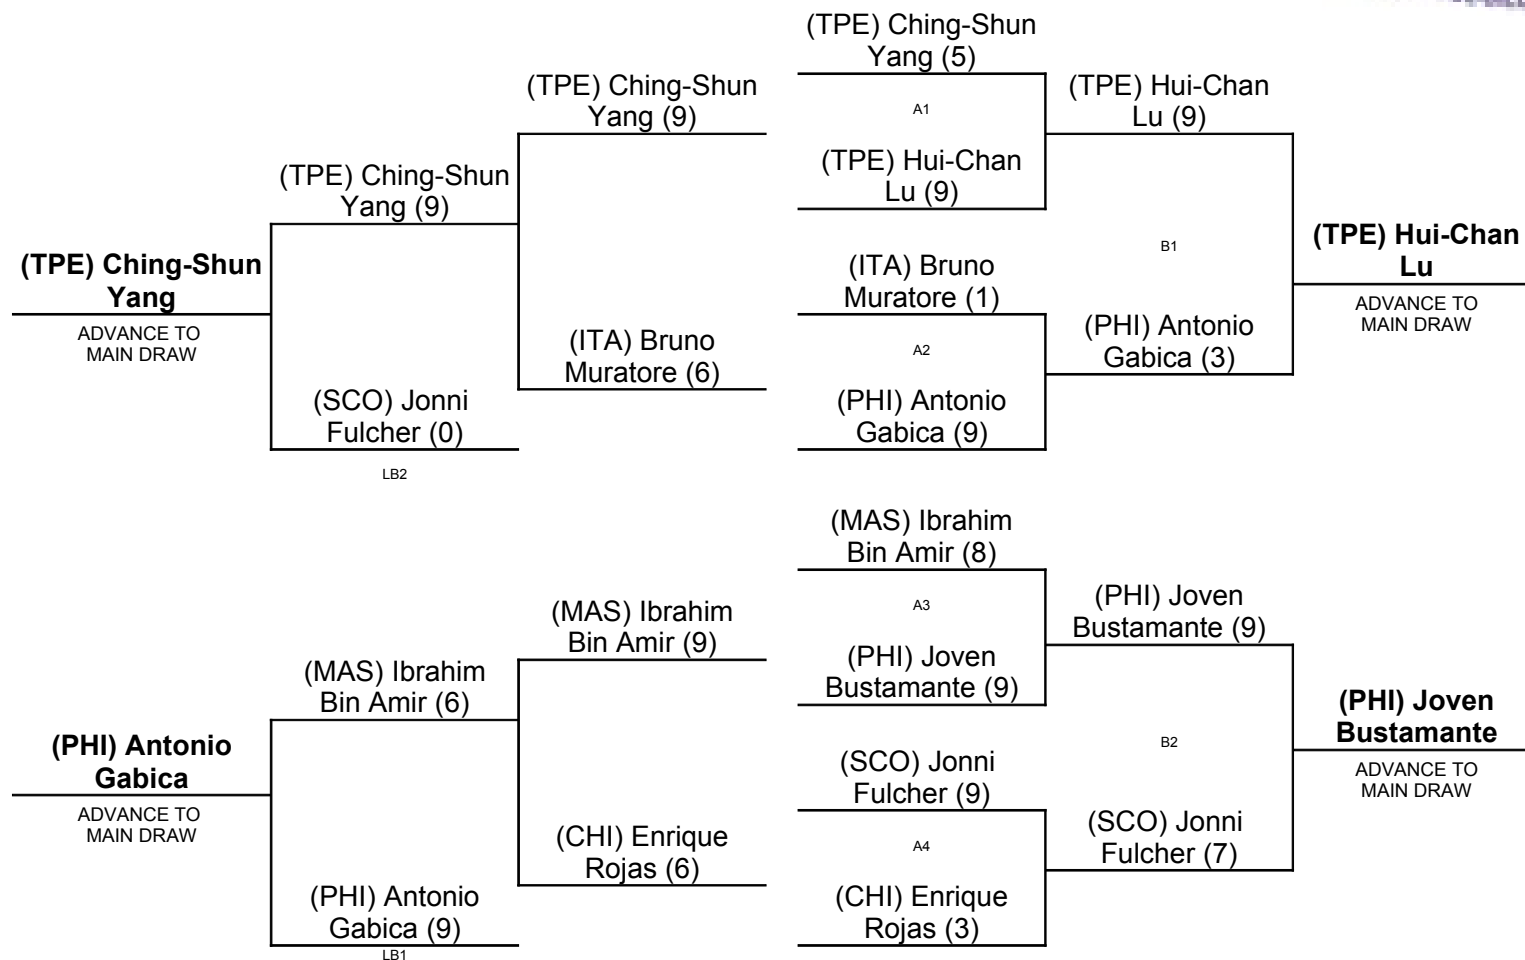 (TPE) Ching-Shun
Yang (5)
(TPE) Ching-Shun
Yang (9)
A1
(TPE) Hui-Chan
Lu (9)
(TPE) Ching-Shun
Yang (9)
(TPE) Hui-Chan
Lu (9)
(TPE) Ching-Shun
Yang
ADVANCE TO
MAIN DRAW
(ITA) Bruno
Muratore (1)
B1
(TPE) Hui-Chan
Lu
ADVANCE TO
MAIN DRAW
(ITA) Bruno
Muratore (6)
A2
(PHI) Antonio
Gabica (3)
(SCO) Jonni
Fulcher (0)
LB2
(PHI) Antonio
Gabica (9)
(MAS) Ibrahim
Bin Amir (8)
(MAS) Ibrahim
Bin Amir (9)
A3
(PHI) Joven
Bustamante (9)
(MAS) Ibrahim
Bin Amir (6)
(PHI) Joven
Bustamante (9)
(PHI) Antonio
Gabica
ADVANCE TO
MAIN DRAW
(SCO) Jonni
Fulcher (9)
B2
(PHI) Joven
Bustamante
ADVANCE TO
MAIN DRAW
(CHI) Enrique
Rojas (6)
A4
(SCO) Jonni
Fulcher (7)
(PHI) Antonio
Gabica (9)
LB1
(CHI) Enrique
Rojas (3)